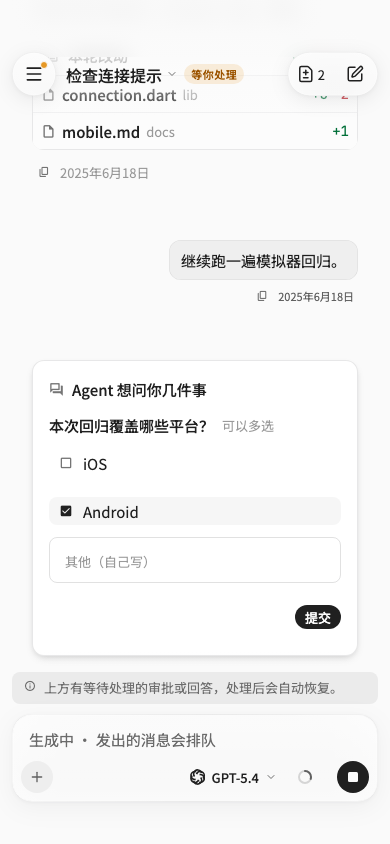 本轮改动
检查连接提示
等你处理
2
connection.dart lib
mobile.md docs +1
2025年6月18日
继续跑一遍模拟器回归。
2025年6月18日
Agent 想问你几件事
本次回归覆盖哪些平台？ 可以多选
iOS
Android
其他（自己写）
提交
上方有等待处理的审批或回答，处理后会自动恢复。
生成中 · 发出的消息会排队
GPT-5.4